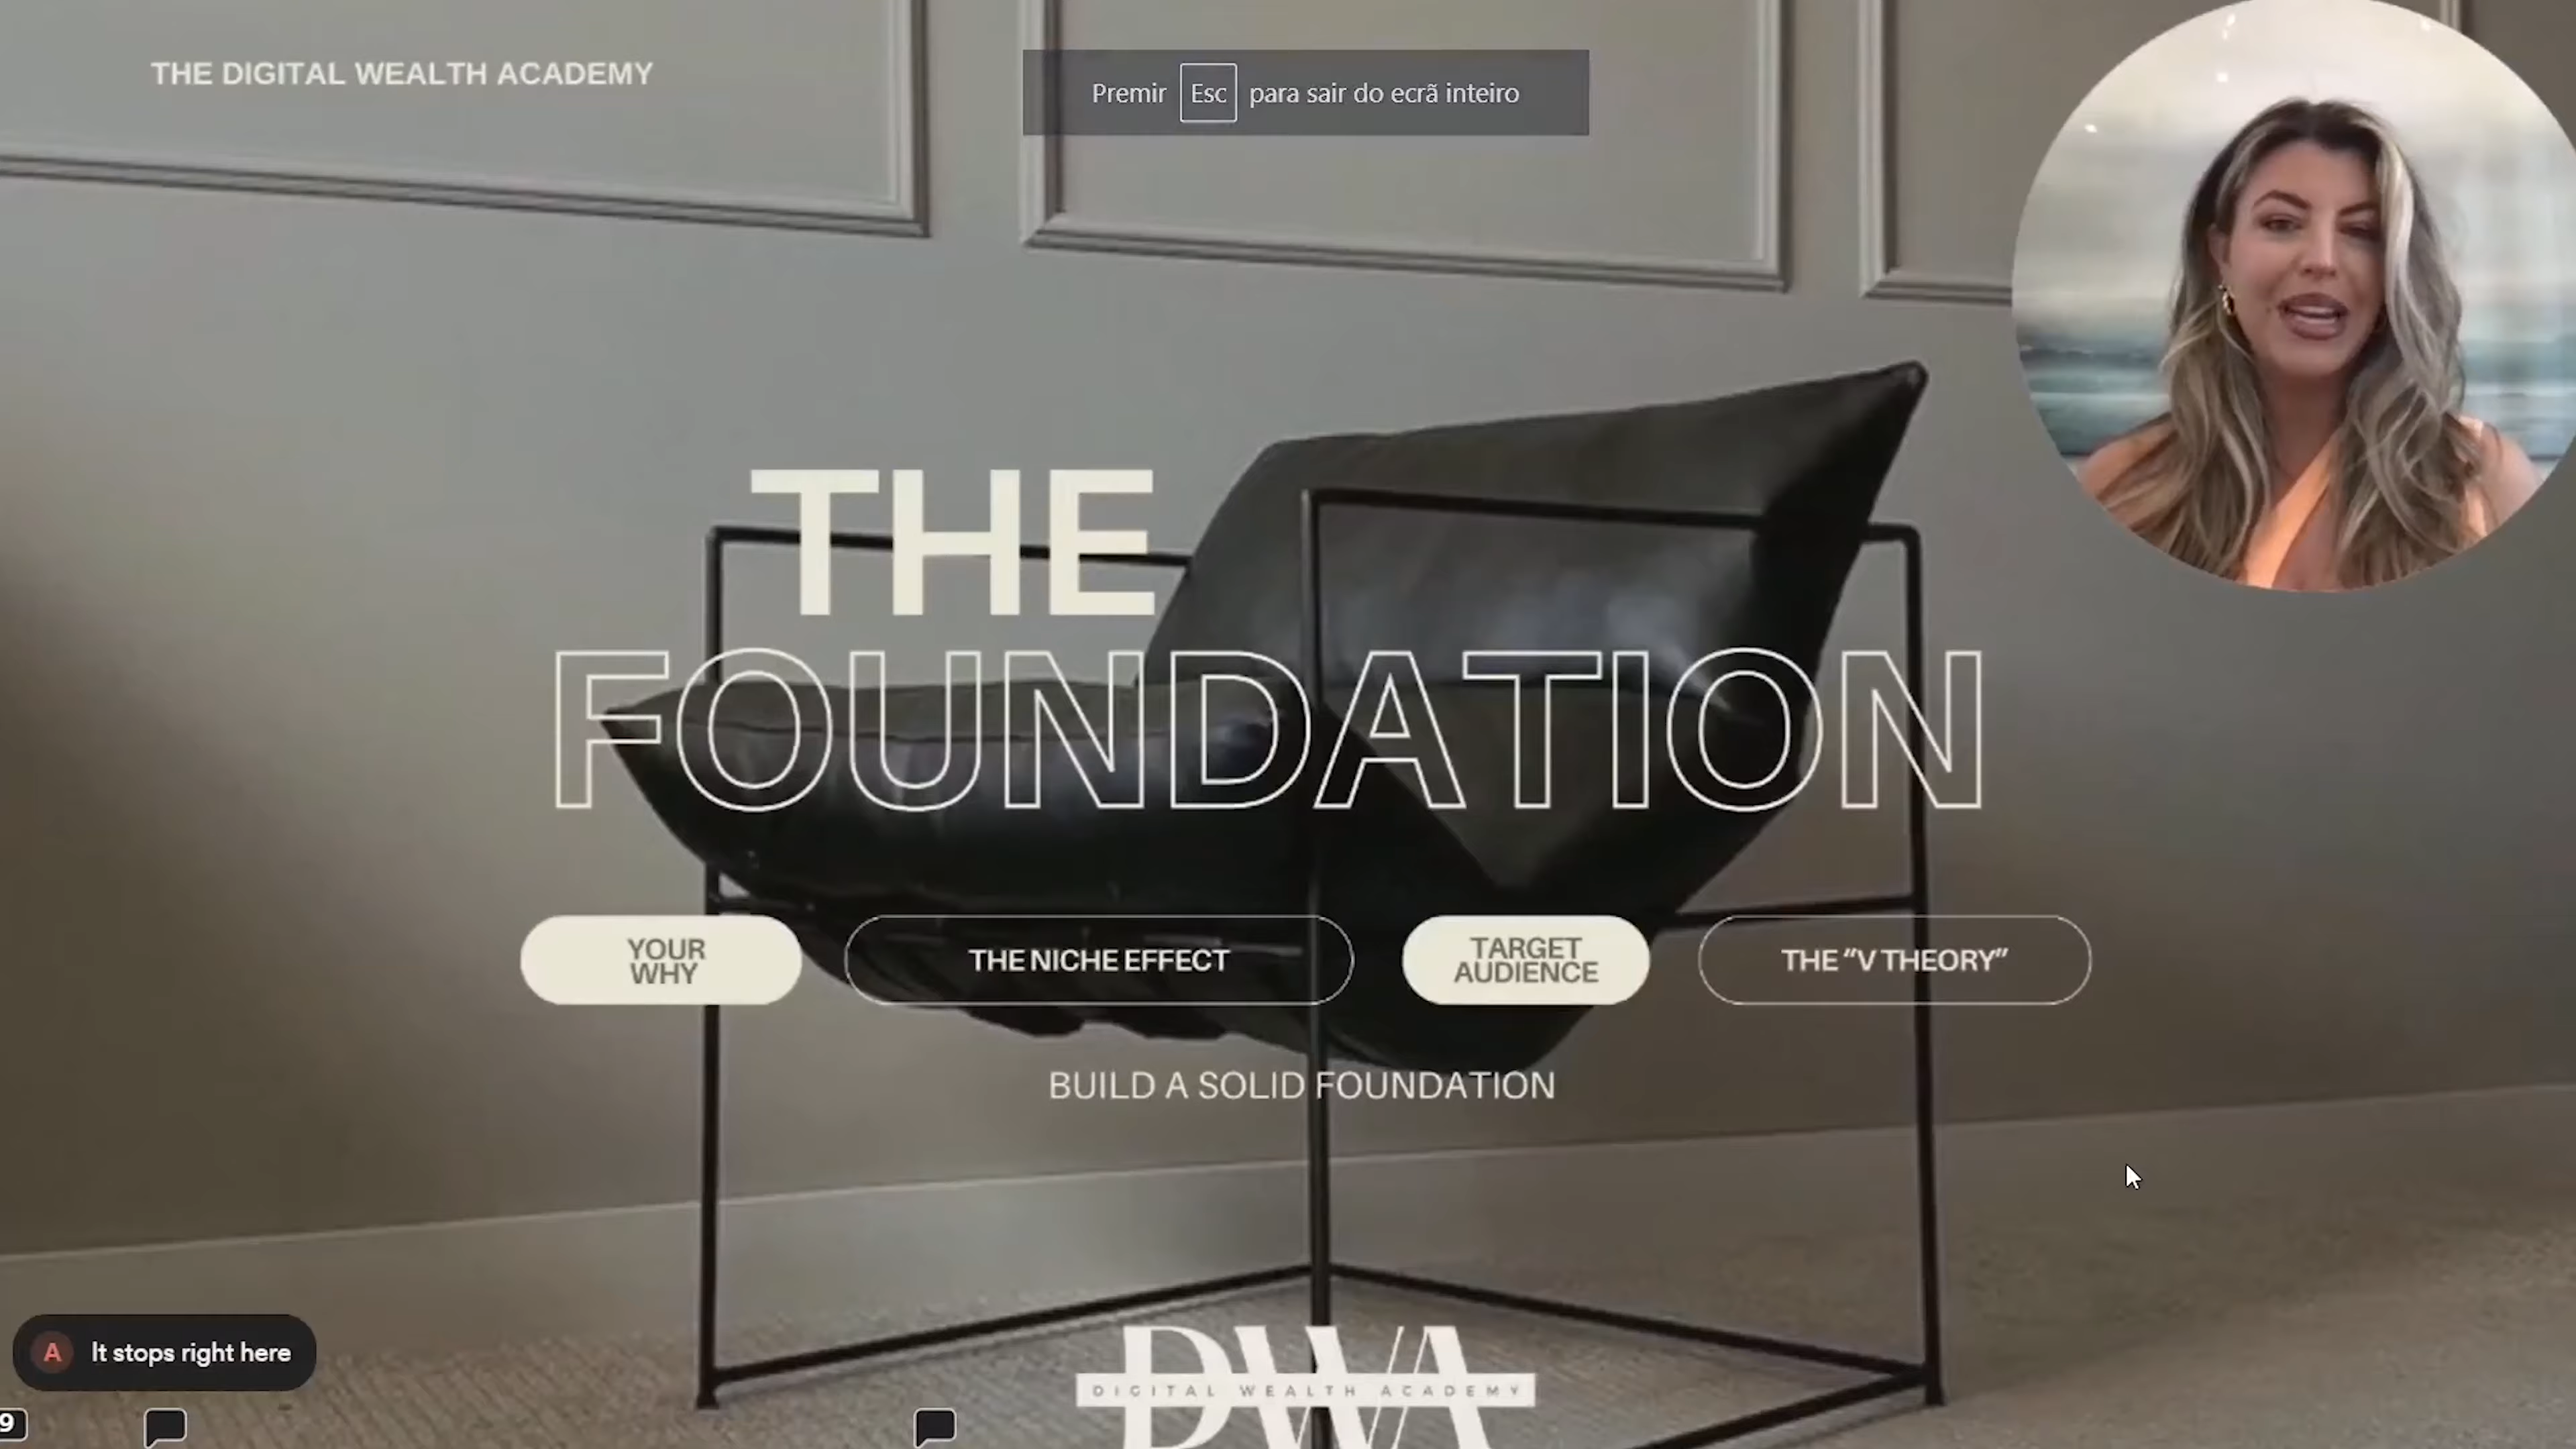 THE DIGITAL WEALTH ACADEMY
Premir Esc para sair do ecrã inteiro
THE
FOUNDATION
YOUR
WHY
THE NICHE EFFECT
TARGET
AUDIENCE
THE “V THEORY”
BUILD A SOLID FOUNDATION
A It stops right here
DWA
DIGITAL WEALTH ACADEMY
9